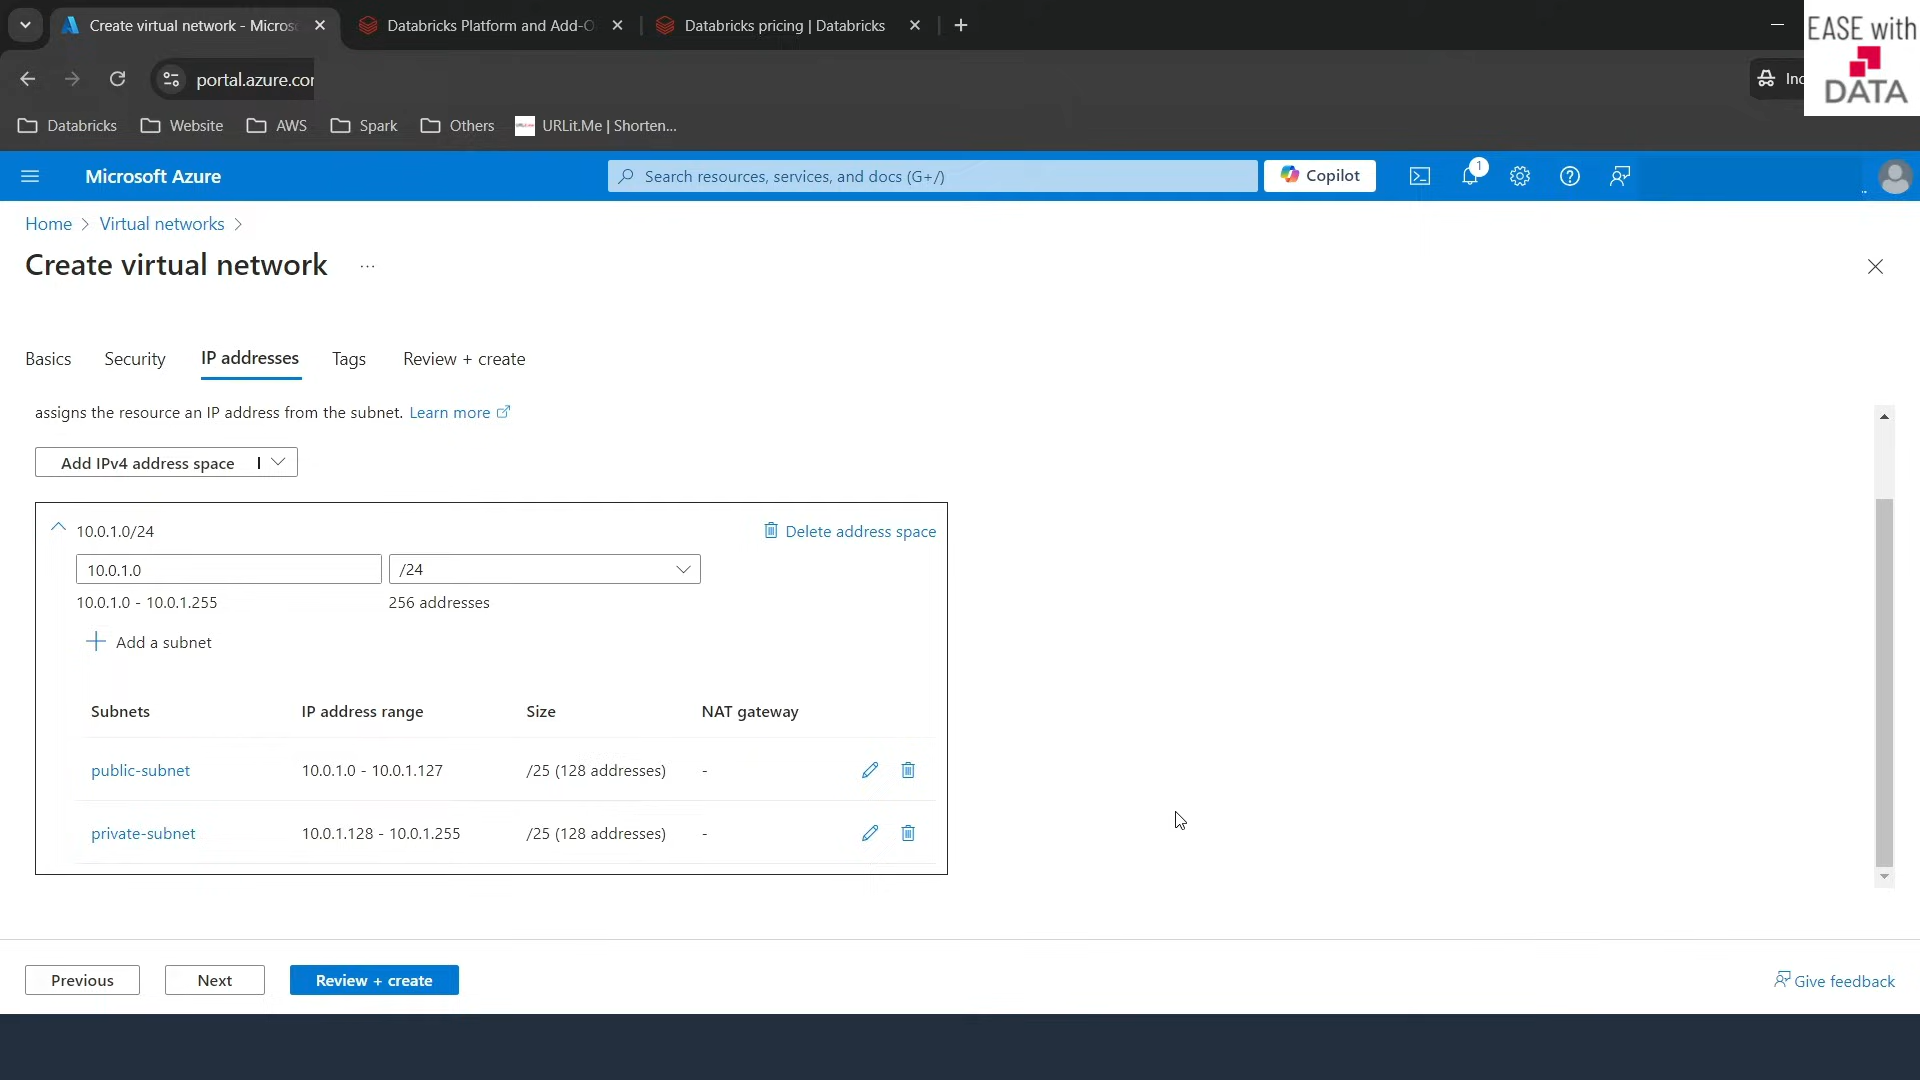 Create virtual network - Micros
Databricks Platform and Add-O
Databricks pricing | Databricks
EASE with
DATA
portal.azure.com
Databricks
Website
AWS
Spark
Others
URLit.Me | Shorten...
Microsoft Azure
Search resources, services, and docs (G+/)
Copilot
1
Home > Virtual networks >
Create virtual network ...
Basics
Security
IP addresses
Tags
Review + create
assigns the resource an IP address from the subnet. Learn more
Add IPv4 address space
10.0.1.0/24
Delete address space
10.0.1.0
/24
10.0.1.0 - 10.0.1.255
256 addresses
+ Add a subnet
Subnets
IP address range
Size
NAT gateway
public-subnet
10.0.1.0 - 10.0.1.127
/25 (128 addresses)
-
private-subnet
10.0.1.128 - 10.0.1.255
/25 (128 addresses)
-
Previous
Next
Review + create
Give feedback